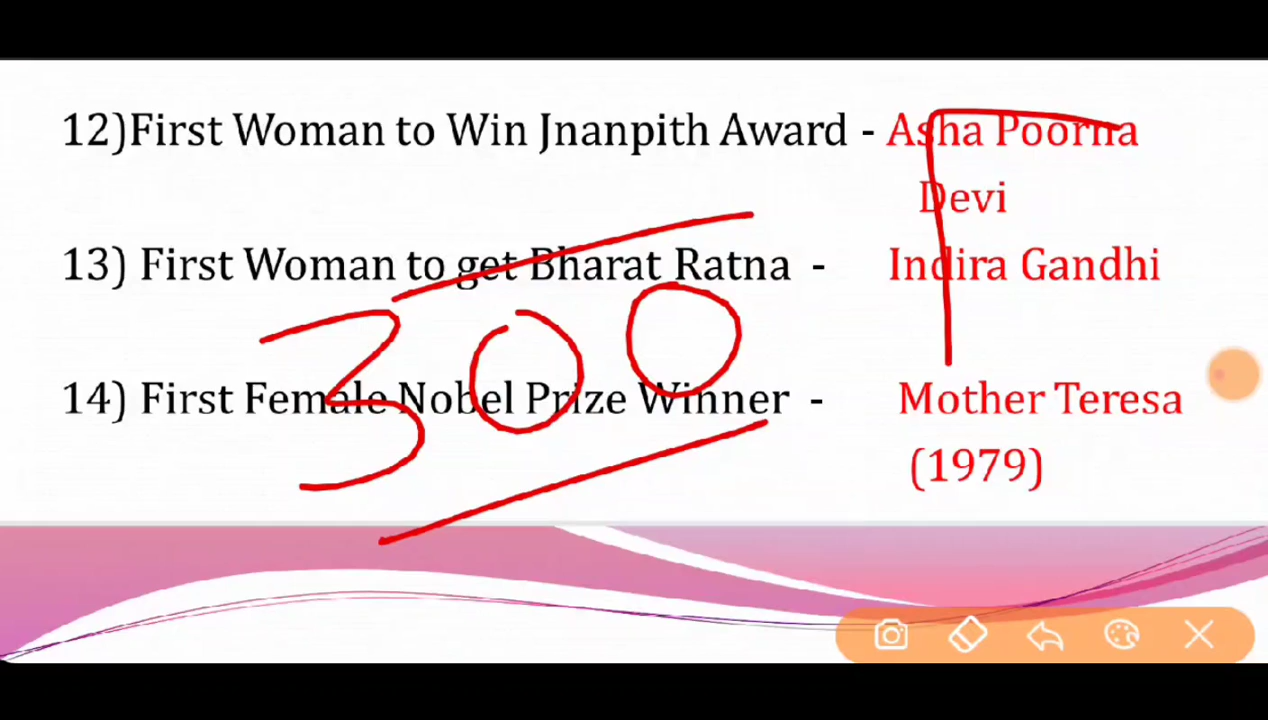 12)First Woman to Win Jnanpith Award - Asha Poorna
Devi
13) First Woman to get Bharat Ratna - Indira Gandhi
300
14) First Female Nobel Prize Winner - Mother Teresa
(1979)